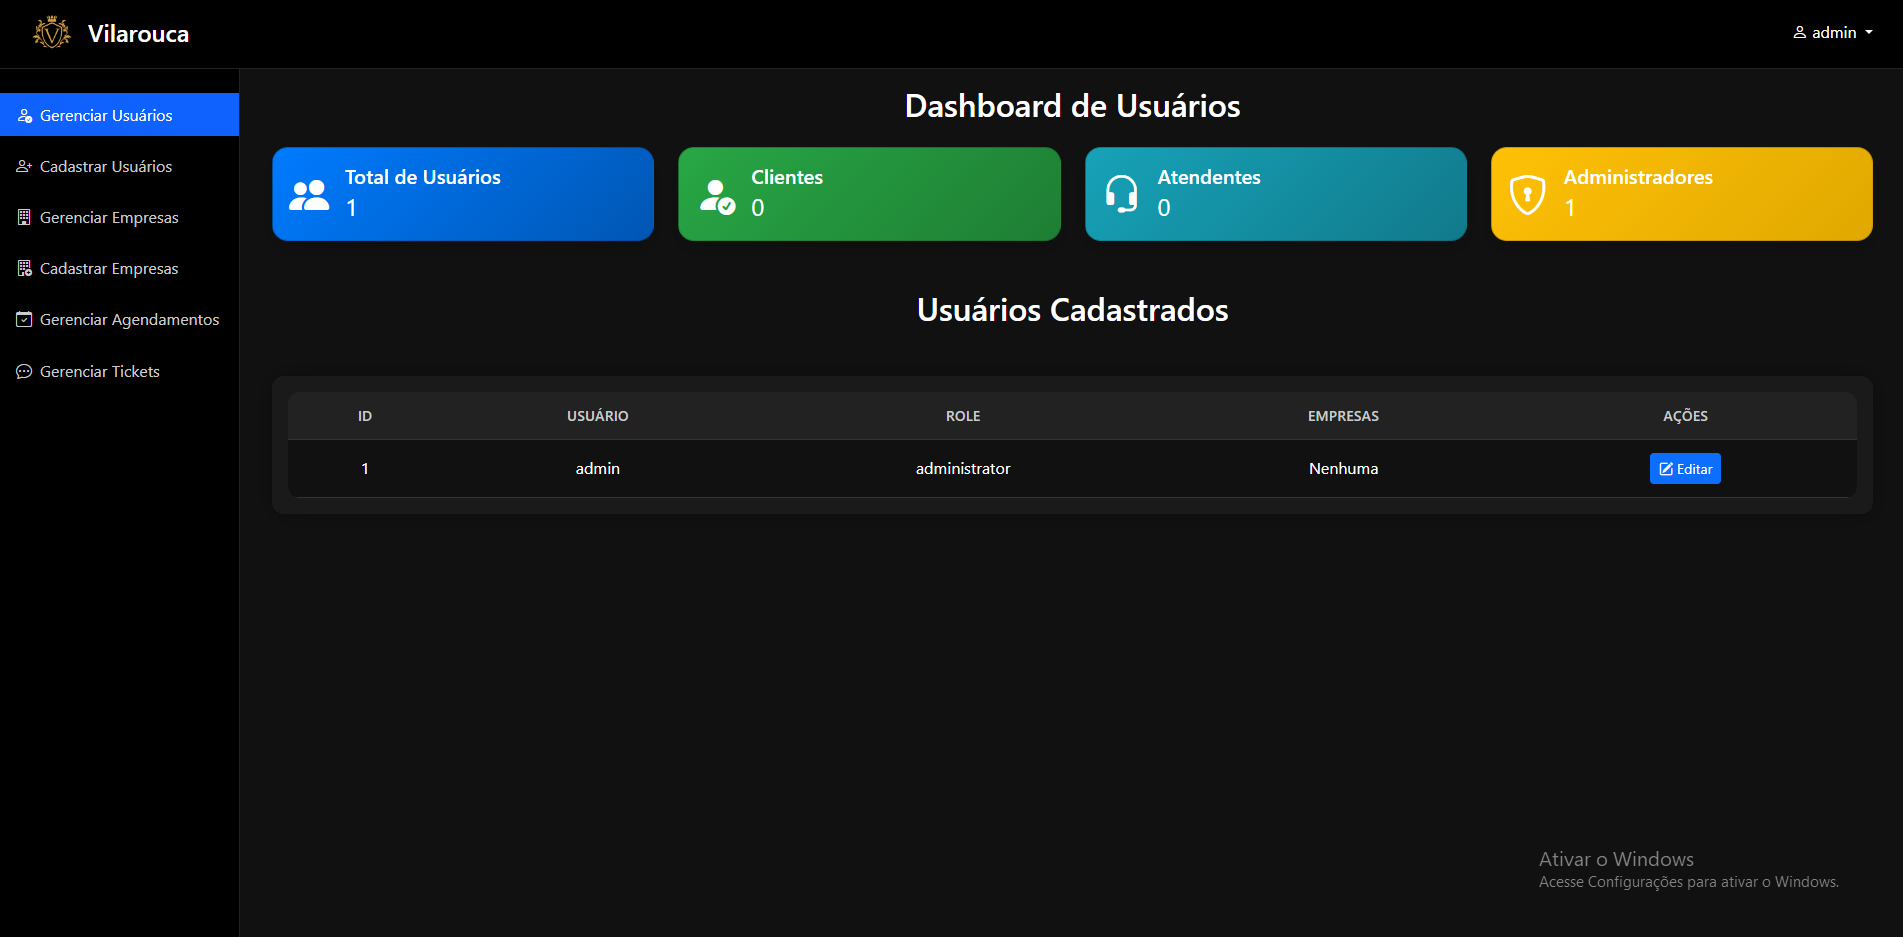 Vilarouca
admin
Gerenciar Usuários
Cadastrar Usuários
Gerenciar Empresas
Cadastrar Empresas
Gerenciar Agendamentos
Gerenciar Tickets
Dashboard de Usuários
Total de Usuários
1
Clientes
0
Atendentes
0
Administradores
1
Usuários Cadastrados
ID USUÁRIO ROLE EMPRESAS AÇÕES
1 admin administrator Nenhuma Editar
Ativar o Windows
Acesse Configurações para ativar o Windows.